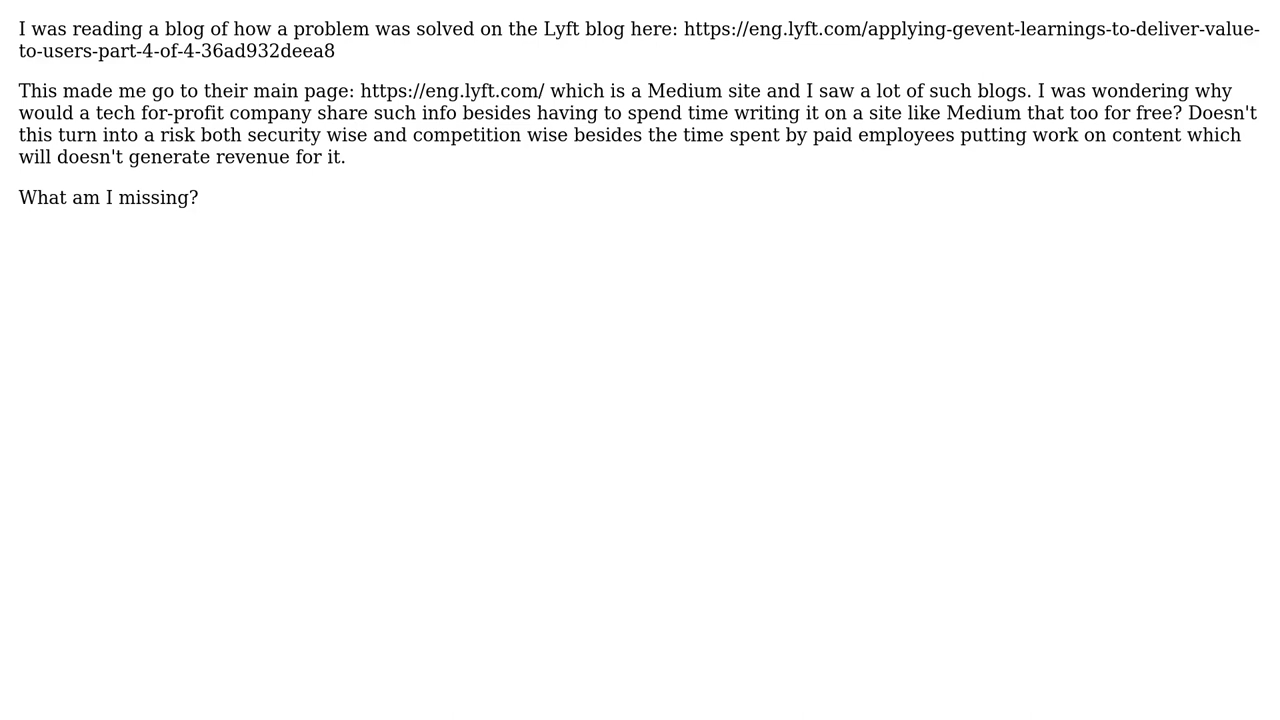 I was reading a blog of how a problem was solved on the Lyft blog here: https://eng.lyft.com/applying-gevent-learnings-to-deliver-value-
to-users-part-4-of-4-36ad932deea8
This made me go to their main page: https://eng.lyft.com/ which is a Medium site and I saw a lot of such blogs. I was wondering why
would a tech for-profit company share such info besides having to spend time writing it on a site like Medium that too for free? Doesn't
this turn into a risk both security wise and competition wise besides the time spent by paid employees putting work on content which
will doesn't generate revenue for it.
What am I missing?